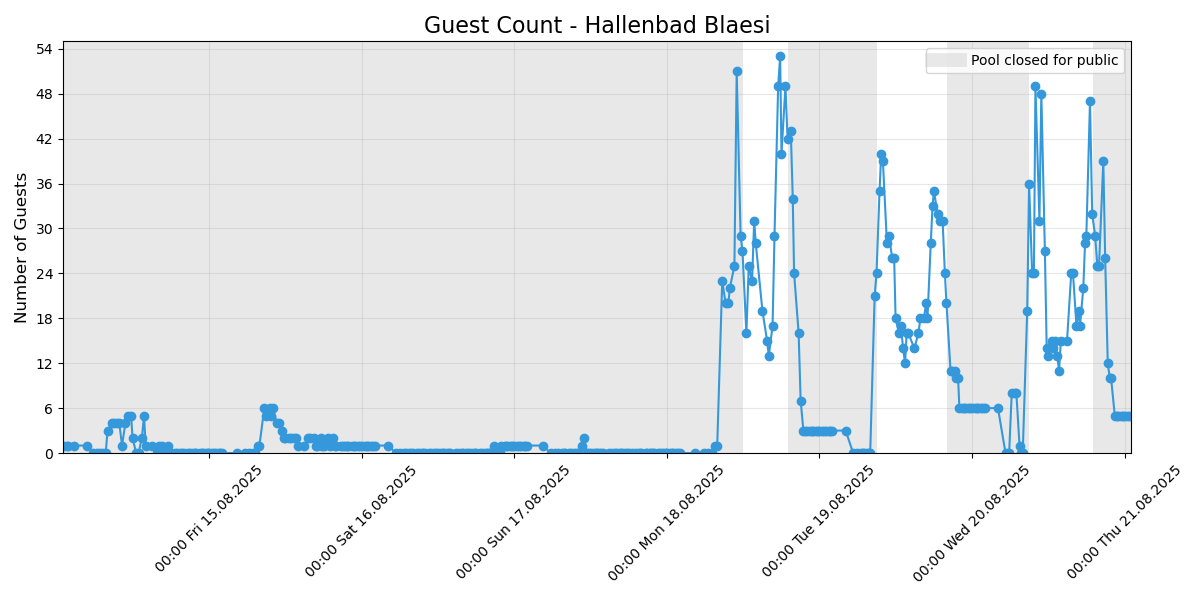 Guest Count - Hallenbad Blaesi
Pool closed for public
Number of Guests
54
48
42
36
30
24
18
12
6
0
00:00 Fri 15.08.2025
00:00 Sat 16.08.2025
00:00 Sun 17.08.2025
00:00 Mon 18.08.2025
00:00 Tue 19.08.2025
00:00 Wed 20.08.2025
00:00 Thu 21.08.2025